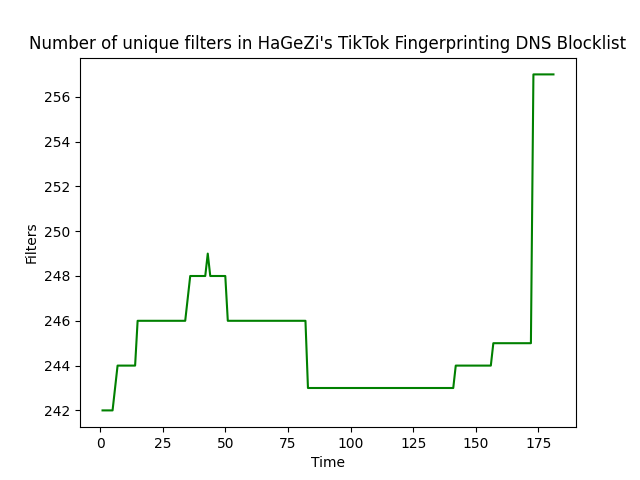 Number of unique filters in HaGeZi's TikTok Fingerprinting DNS Blocklist
256
254
252
250
248
246
244
242
Filters
0 25 50 75 100 125 150 175
Time